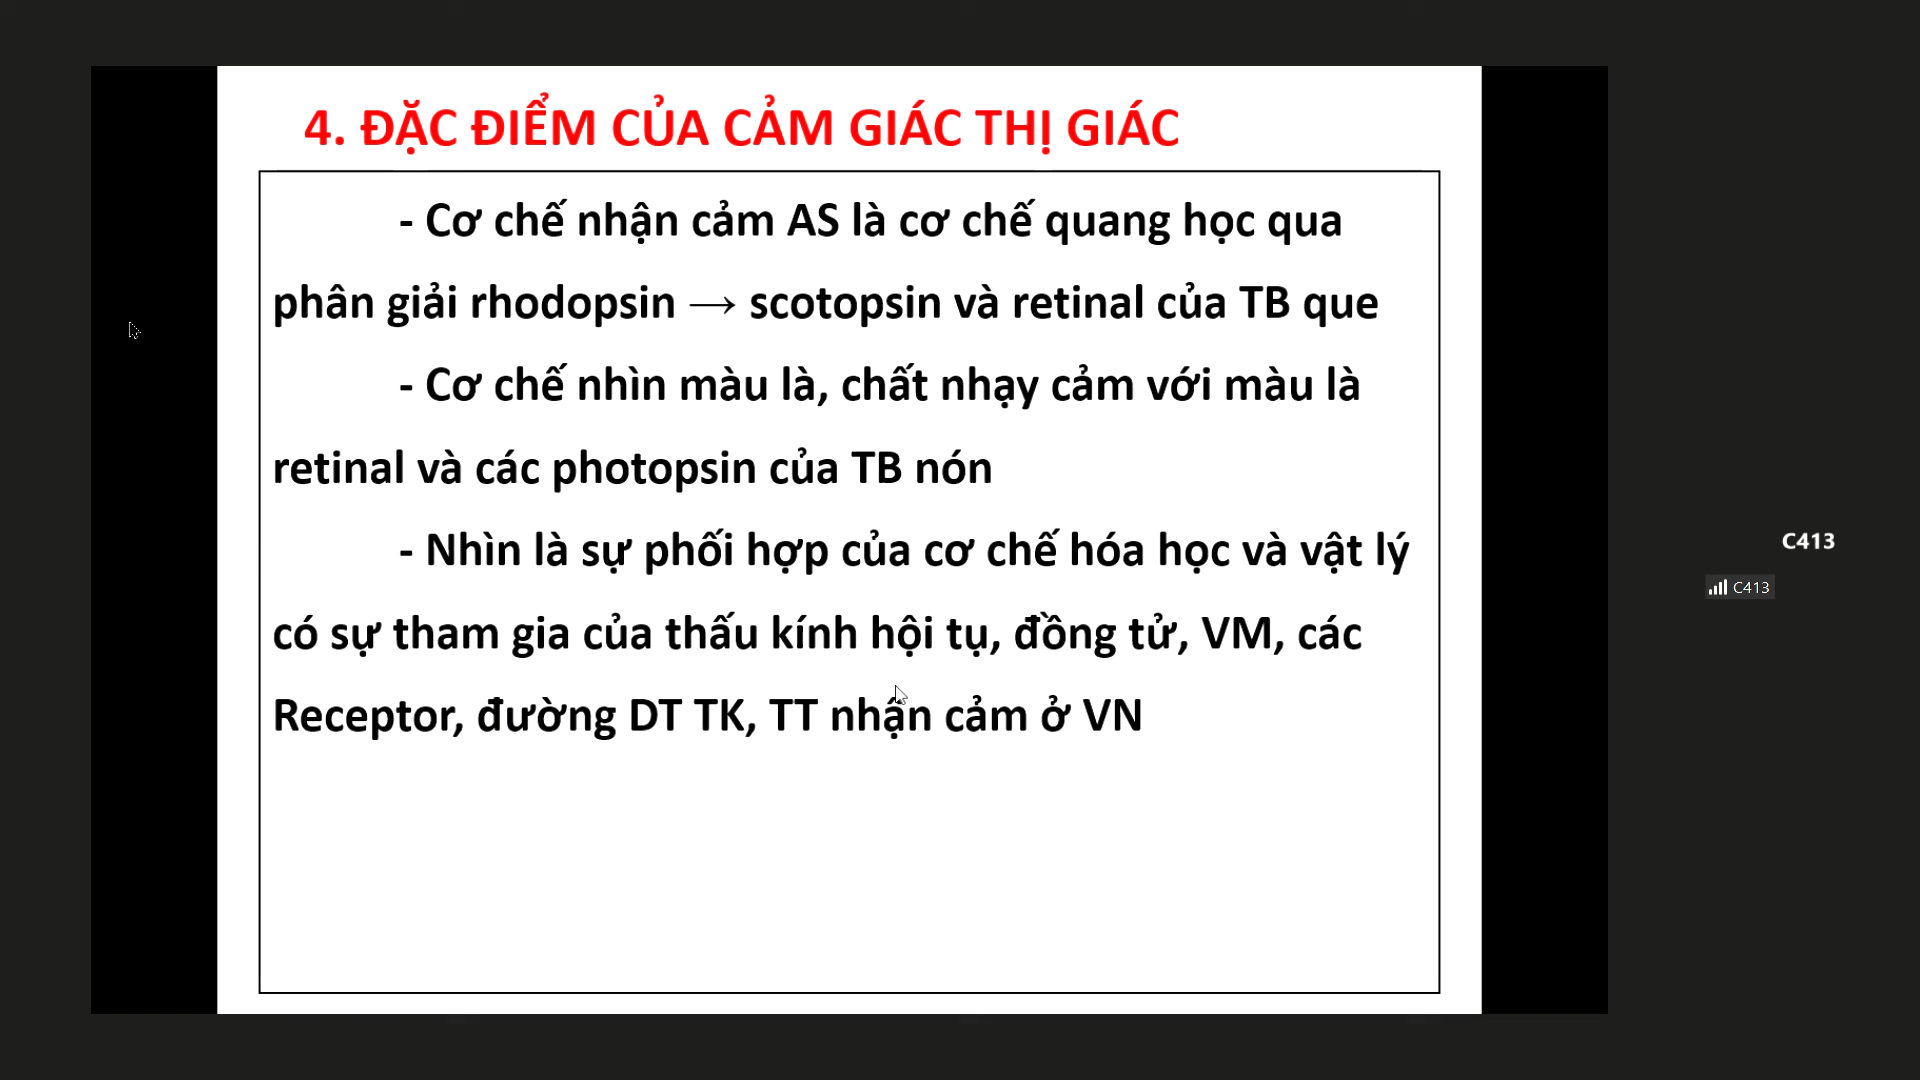 4. ĐẶC ĐIỂM CỦA CẢM GIÁC THỊ GIÁC
- Cơ chế nhận cảm AS là cơ chế quang học qua
phân giải rhodopsin → scotopsin và retinal của TB que
- Cơ chế nhìn màu là, chất nhạy cảm với màu là
retinal và các photopsin của TB nón
- Nhìn là sự phối hợp của cơ chế hóa học và vật lý
có sự tham gia của thấu kính hội tụ, đồng tử, VM, các
Receptor, đường DT TK, TT nhận cảm ở VN
C413
C413